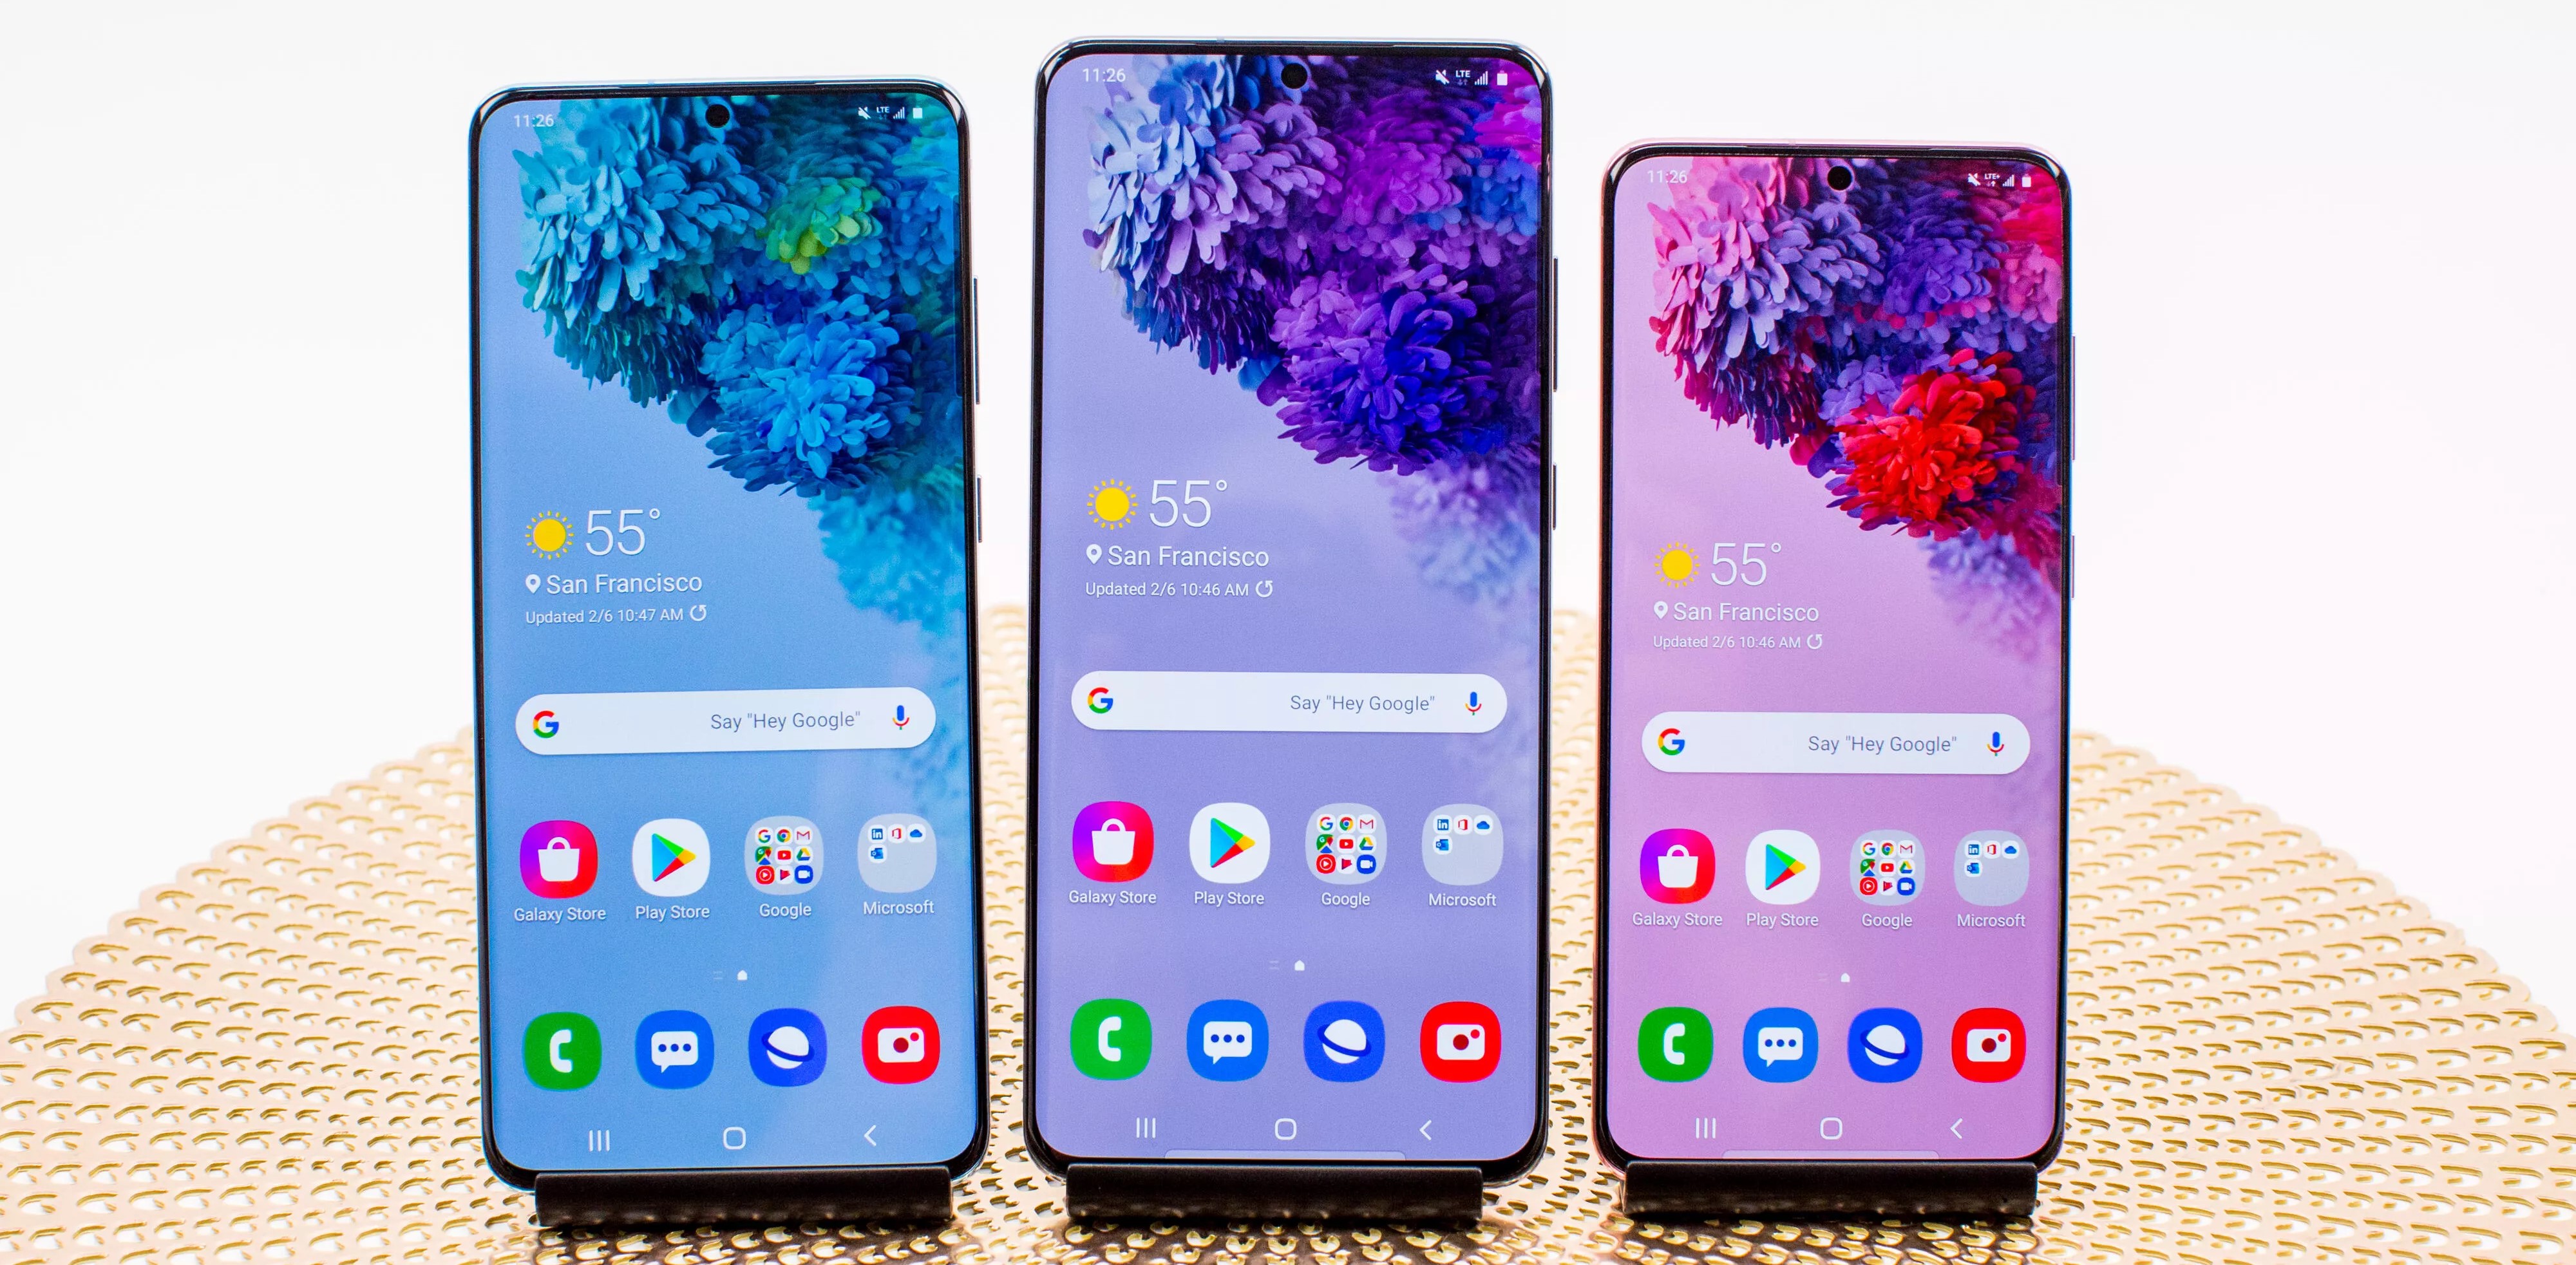 11:26
LTE
55°
San Francisco
Updated 2/6 10:47 AM
Say "Hey Google"
Galaxy Store
Play Store
Google
Microsoft
11:26
LTE
55°
San Francisco
Updated 2/6 10:46 AM
Say "Hey Google"
Galaxy Store
Play Store
Google
Microsoft
11:26
LTE+
55°
San Francisco
Updated 2/6 10:46 AM
Say "Hey Google"
Galaxy Store
Play Store
Google
Microsoft